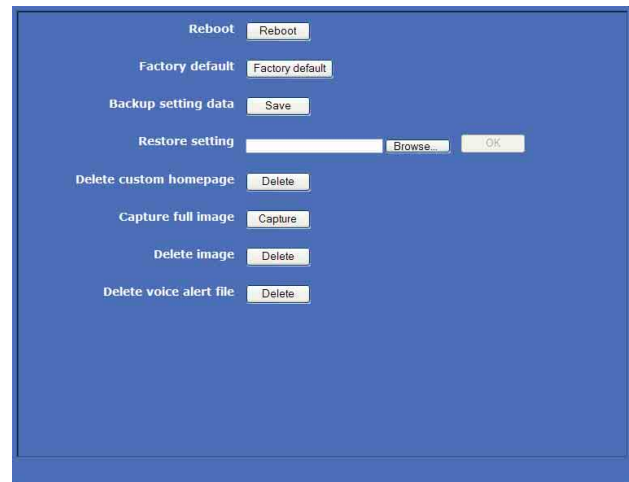 Reboot Reboot
Factory default Factory default
Backup setting data Save
Restore setting Browse... OK
Delete custom homepage Delete
Capture full image Capture
Delete image Delete
Delete voice alert file Delete